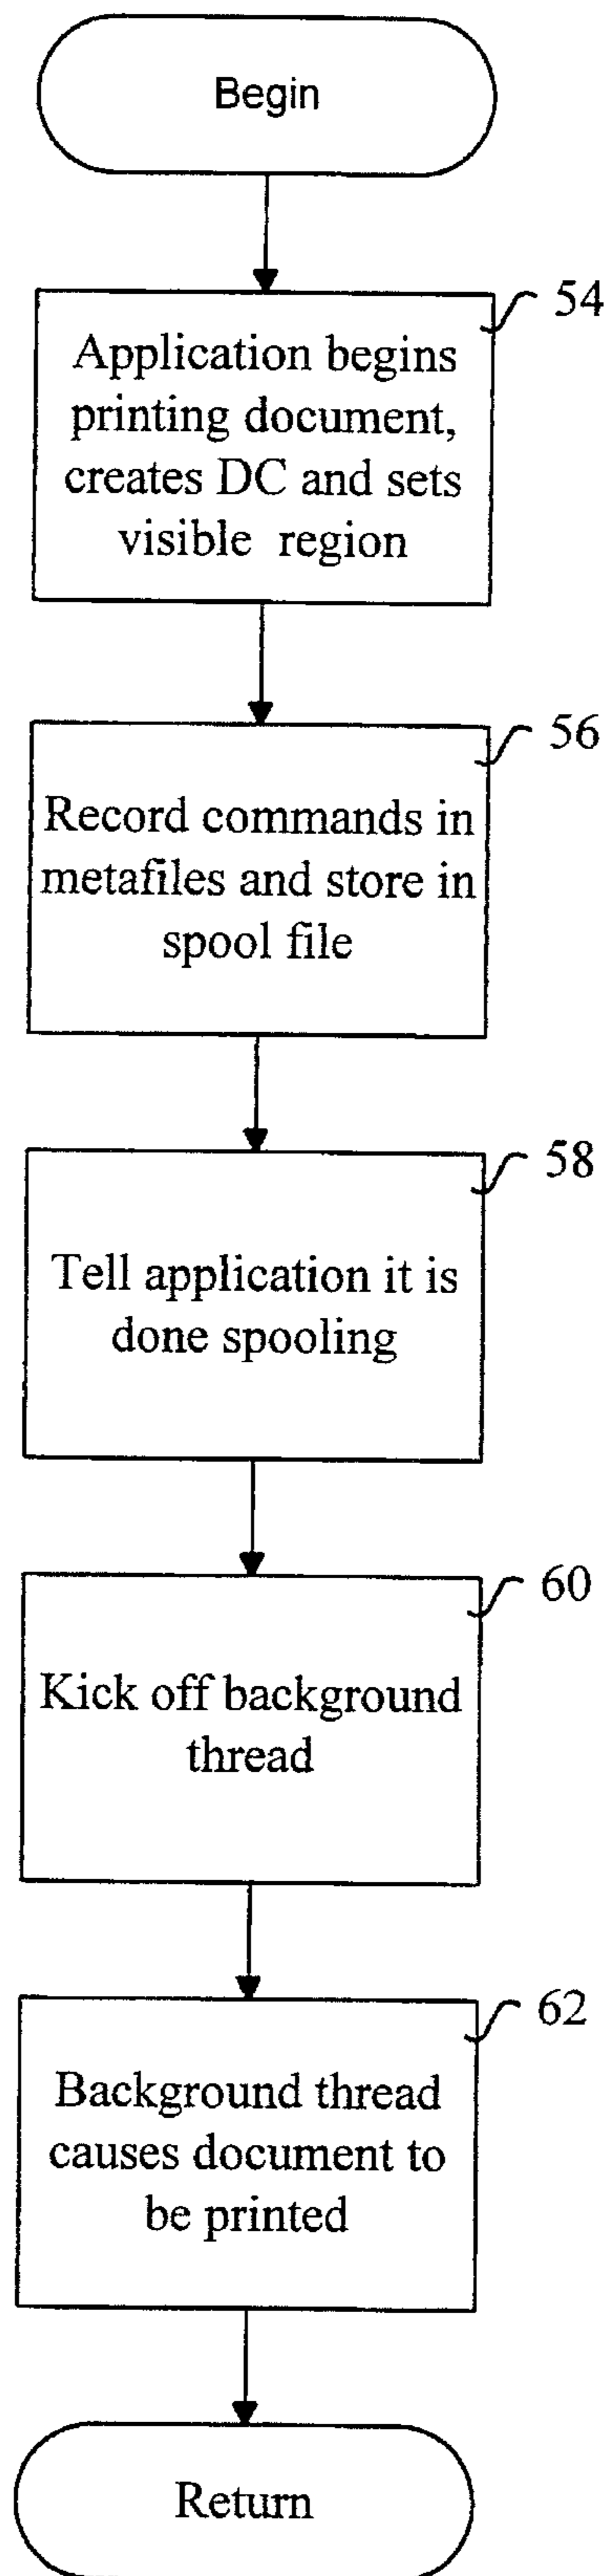 Begin
54
Application begins
printing document,
creates DC and sets
visible region
56
Record commands in
metafiles and store in
spool file
58
Tell application it is
done spooling
60
Kick off background
thread
62
Background thread
causes document to
be printed
Return